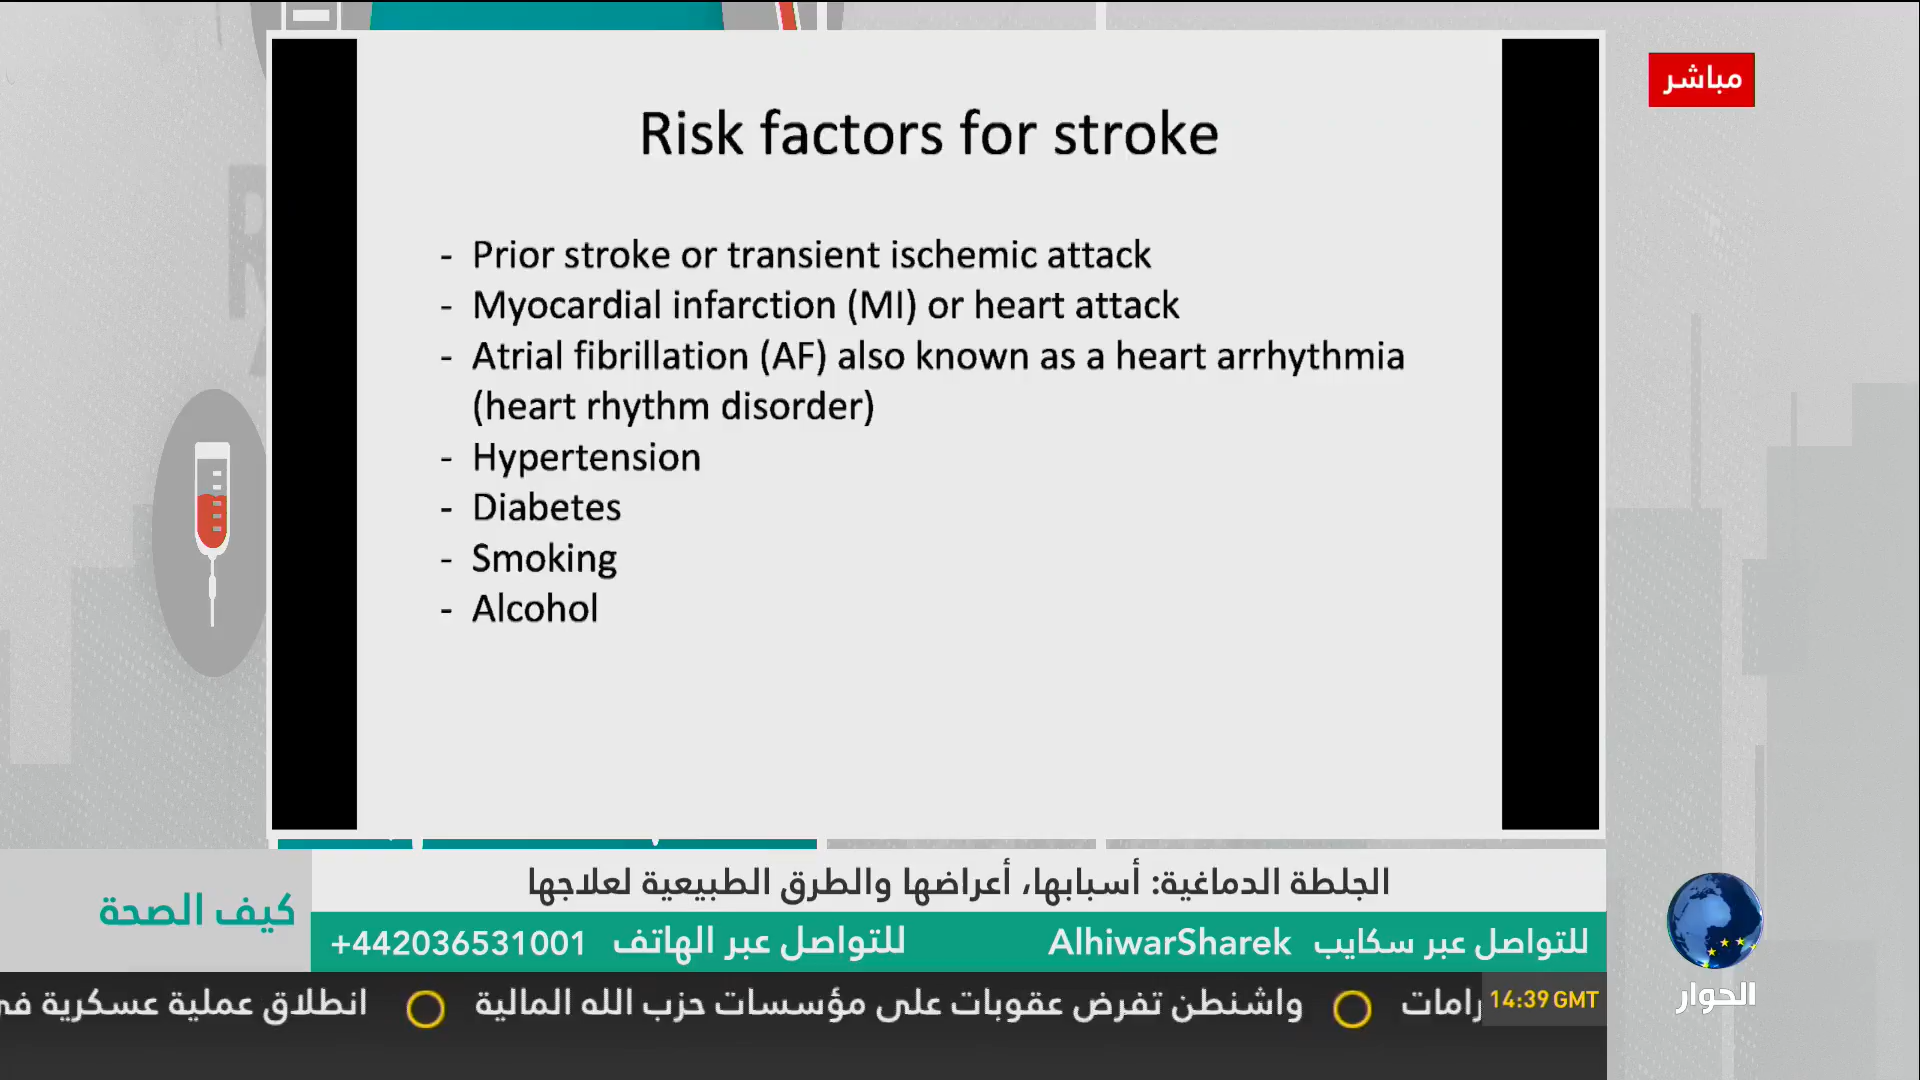 مباشر
Risk factors for stroke
- Prior stroke or transient ischemic attack
- Myocardial infarction (MI) or heart attack
- Atrial fibrillation (AF) also known as a heart arrhythmia
(heart rhythm disorder)
- Hypertension
- Diabetes
- Smoking
- Alcohol
الجلطة الدماغية: أسبابها، أعراضها والطرق الطبيعية لعلاجها
كيف الصحة
للتواصل عبر سكايب AlhiwarSharek للتواصل عبر الهاتف +442036531001
الحوار
14:39 GMT
واشنطن تفرض عقوبات على مؤسسات حزب الله المالية
انطلاق عملية عسكرية في